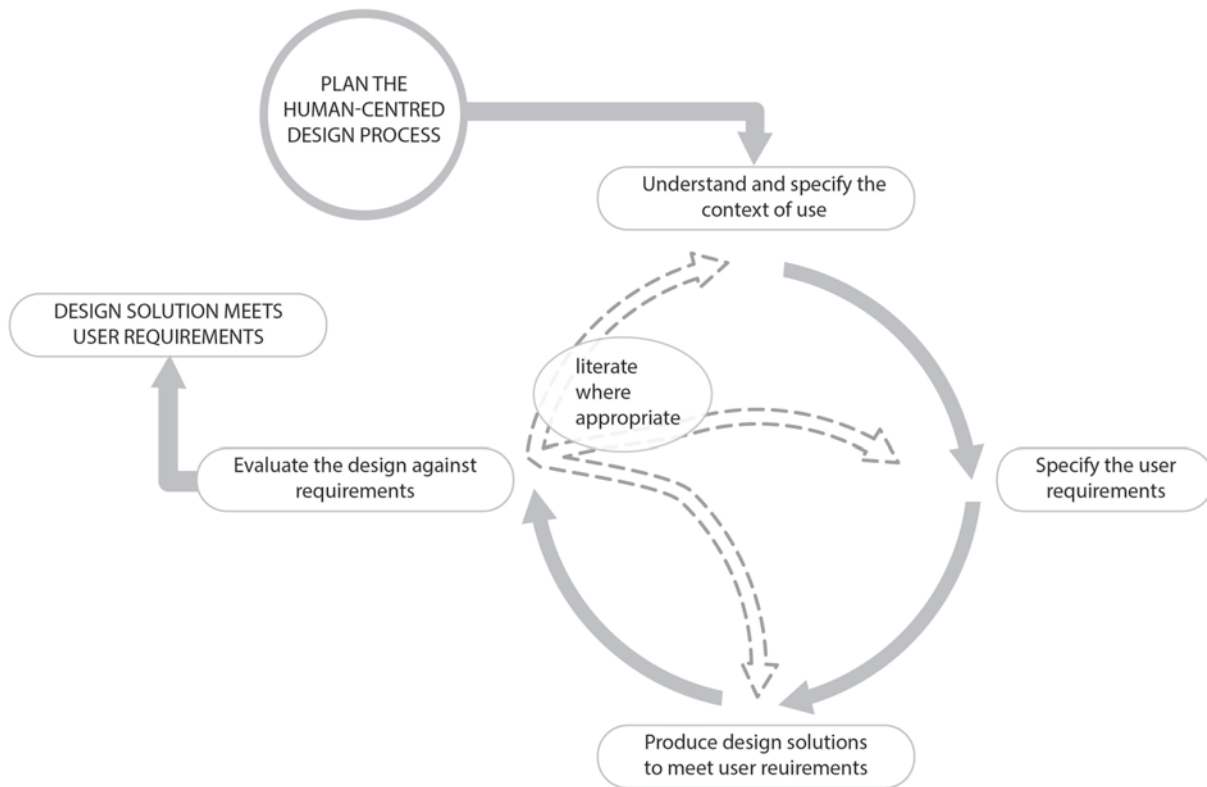 PLAN THE
HUMAN-CENTRED
DESIGN PROCESS
Understand and specify the
context of use
DESIGN SOLUTION MEETS
USER REQUIREMENTS
literate
where
appropriate
Evaluate the design against
requirements
Specify the user
requirements
Produce design solutions
to meet user reuirements